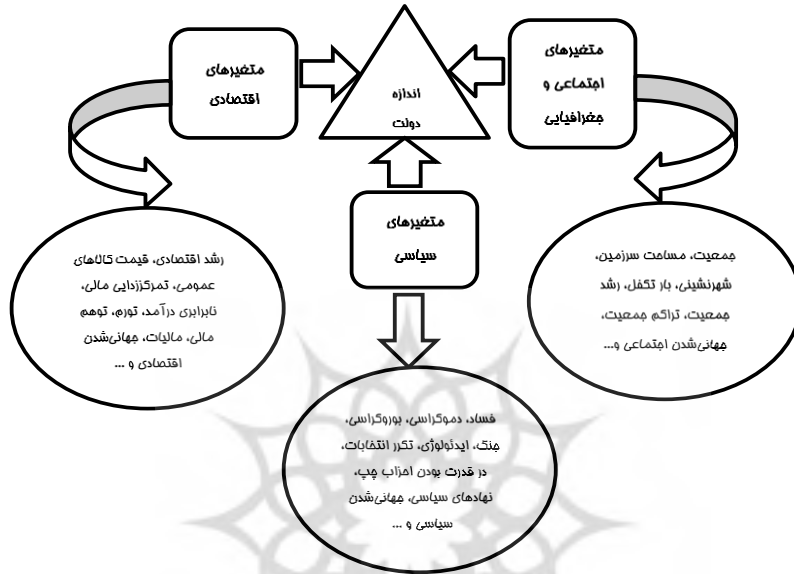 متغیرهای
اجتماعی و
جغرافیایی
اندازه
دولت
متغیرهای
اقتصادی
متغیرهای
سیاسی
جمعیت، مساحت سرزمین،
شهرنشینی، بار تکفل، رشد
جمعیت، تراکم جمعیت،
جهانی‌شدن اجتماعی و...
رشد اقتصادی، قیمت کالاهای
عمومی، تمرکززدایی مالی،
نابرابری درآمد، تورم، توهم
مالی، مالیات، جهانی‌شدن
اقتصادی و ...
فساد، دموکراسی، بوروکراسی،
جنگ، ایدئولوژی، تکرر انتخابات،
در قدرت بودن احزاب چپ،
نهادهای سیاسی، جهانی‌شدن
سیاسی و ...